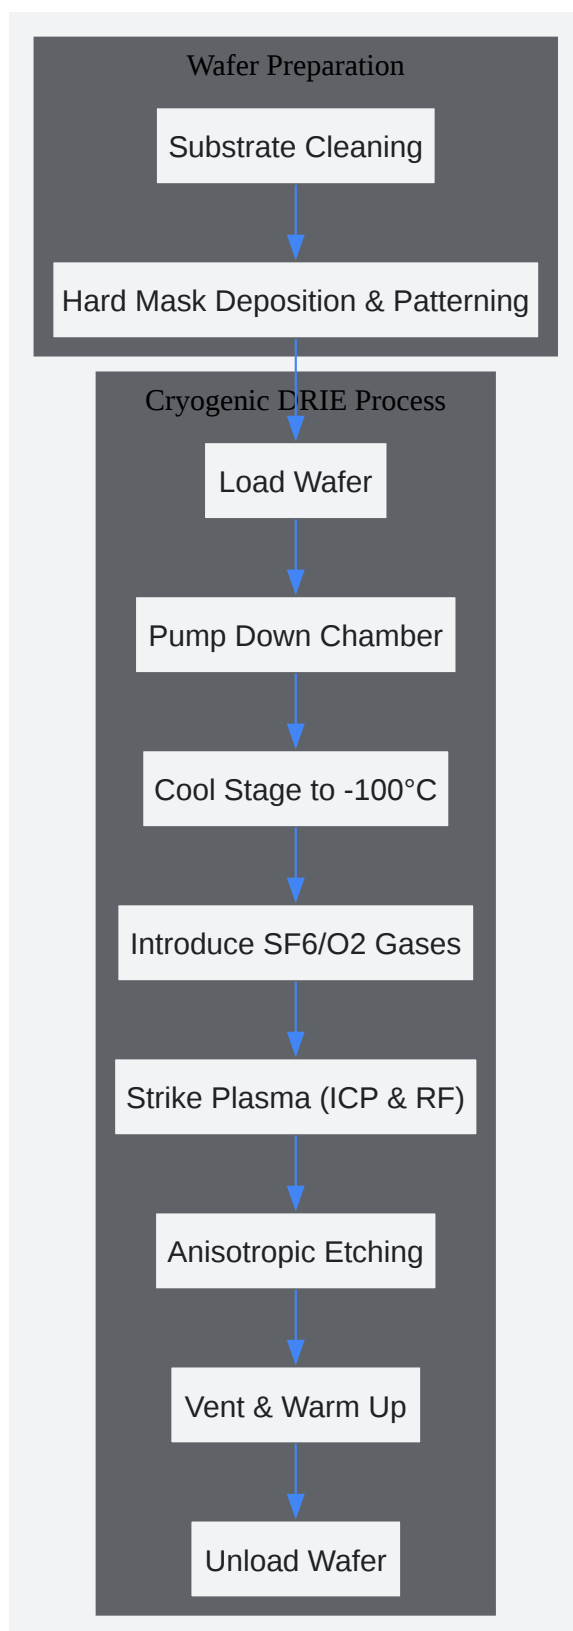 Wafer Preparation
Substrate Cleaning
Hard Mask Deposition & Patterning
Cryogenic DRIE Process
Load Wafer
Pump Down Chamber
Cool Stage to -100°C
Introduce SF6/O2 Gases
Strike Plasma (ICP & RF)
Anisotropic Etching
Vent & Warm Up
Unload Wafer